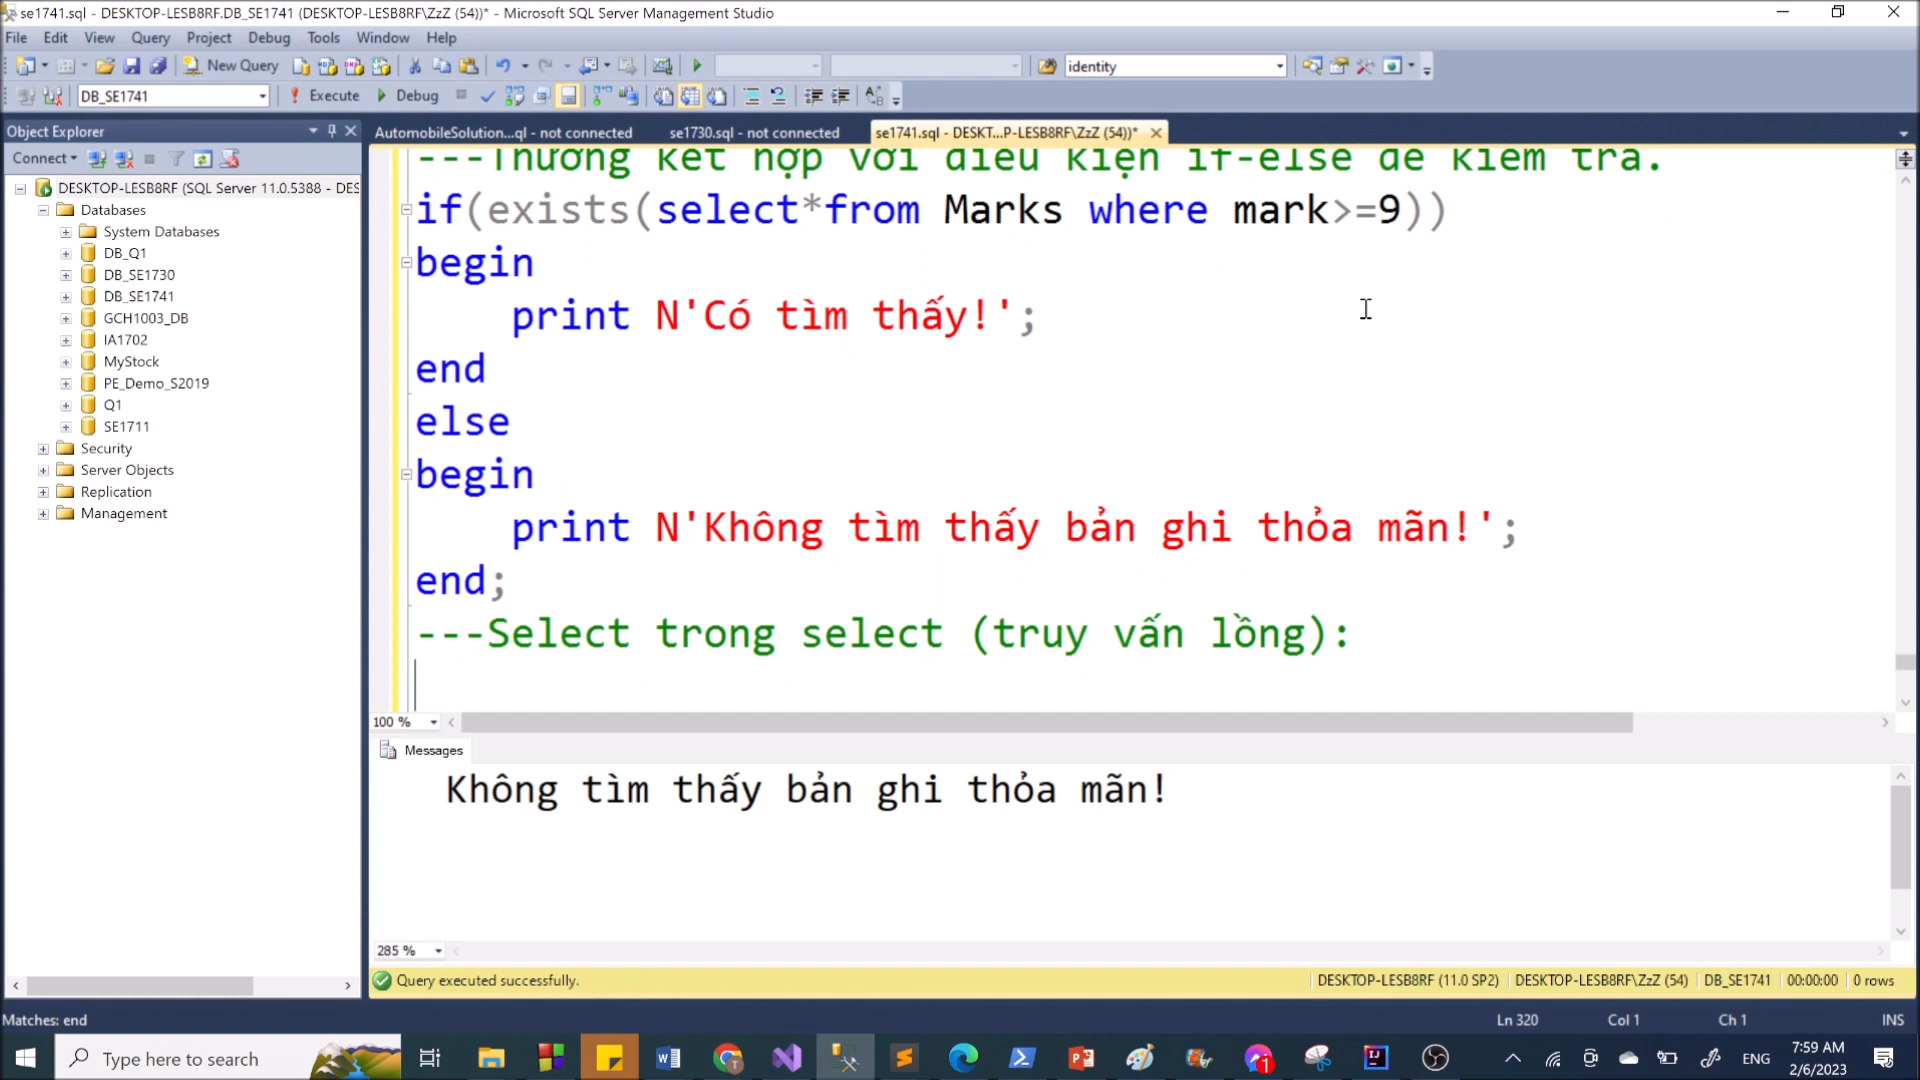 se1741.sql - DESKTOP-LESB8RF.DB_SE1741 (DESKTOP-LESB8RF\ZzZ (54))* - Microsoft SQL Server Management Studio
File Edit View Query Project Debug Tools Window Help
New Query identity
DB_SE1741 Execute Debug
Object Explorer
Connect
DESKTOP-LESB8RF (SQL Server 11.0.5388 - DES
Databases
System Databases
DB_Q1
DB_SE1730
DB_SE1741
GCH1003_DB
IA1702
MyStock
PE_Demo_S2019
Q1
SE1711
Security
Server Objects
Replication
Management
AutomobileSolution...ql - not connected se1730.sql - not connected se1741.sql - DESKT...P-LESB8RF\ZzZ (54))*
---Thường kết hợp với điều kiện if-else để kiểm tra.
if(exists(select*from Marks where mark>=9))
begin
print N'Có tìm thấy!';
end
else
begin
print N'Không tìm thấy bản ghi thỏa mãn!';
end;
---Select trong select (truy vấn lồng):
100 %
Messages
Không tìm thấy bản ghi thỏa mãn!
285 %
Query executed successfully. DESKTOP-LESB8RF (11.0 SP2) DESKTOP-LESB8RF\ZzZ (54) DB_SE1741 00:00:00 0 rows
Matches: end Ln 320 Col 1 Ch 1 INS
Type here to search
ENG
7:59 AM
2/6/2023